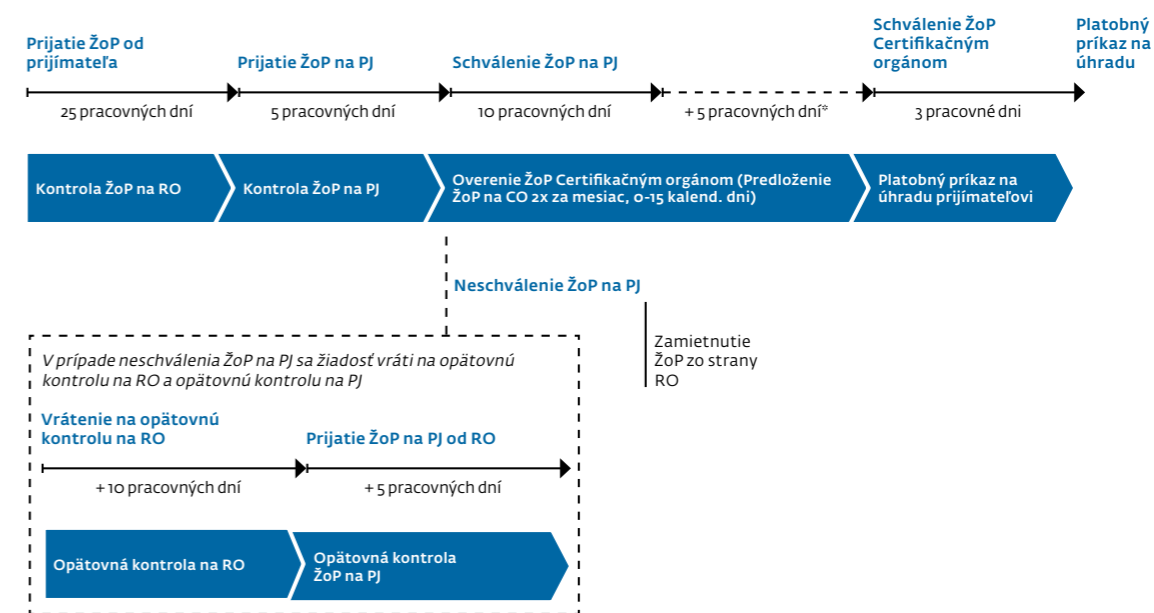 Prijatie ŽoP od
prijímateľa
Prijatie ŽoP na PJ
Schválenie ŽoP na PJ
Schválenie ŽoP
Certifikačným
orgánom
Platobný
príkaz na
úhradu
25 pracovných dní
5 pracovných dní
10 pracovných dní
+ 5 pracovných dní*
3 pracovné dni
Kontrola ŽoP na RO
Kontrola ŽoP na PJ
Overenie ŽoP Certifikačným orgánom (Predloženie
ŽoP na CO 2x za mesiac, 0-15 kalend. dni)
Platobný príkaz na
úhradu prijímateľovi
Neschválenie ŽoP na PJ
Zamietnutie
ŽoP zo strany
RO
V prípade neschválenia ŽoP na PJ sa žiadosť vráti na opätovnú
kontrolu na RO a opätovnú kontrolu na PJ
Vrátenie na opätovnú
kontrolu na RO
Prijatie ŽoP na PJ od RO
+ 10 pracovných dní
+ 5 pracovných dní
Opätovná kontrola na RO
Opätovná kontrola
ŽoP na PJ